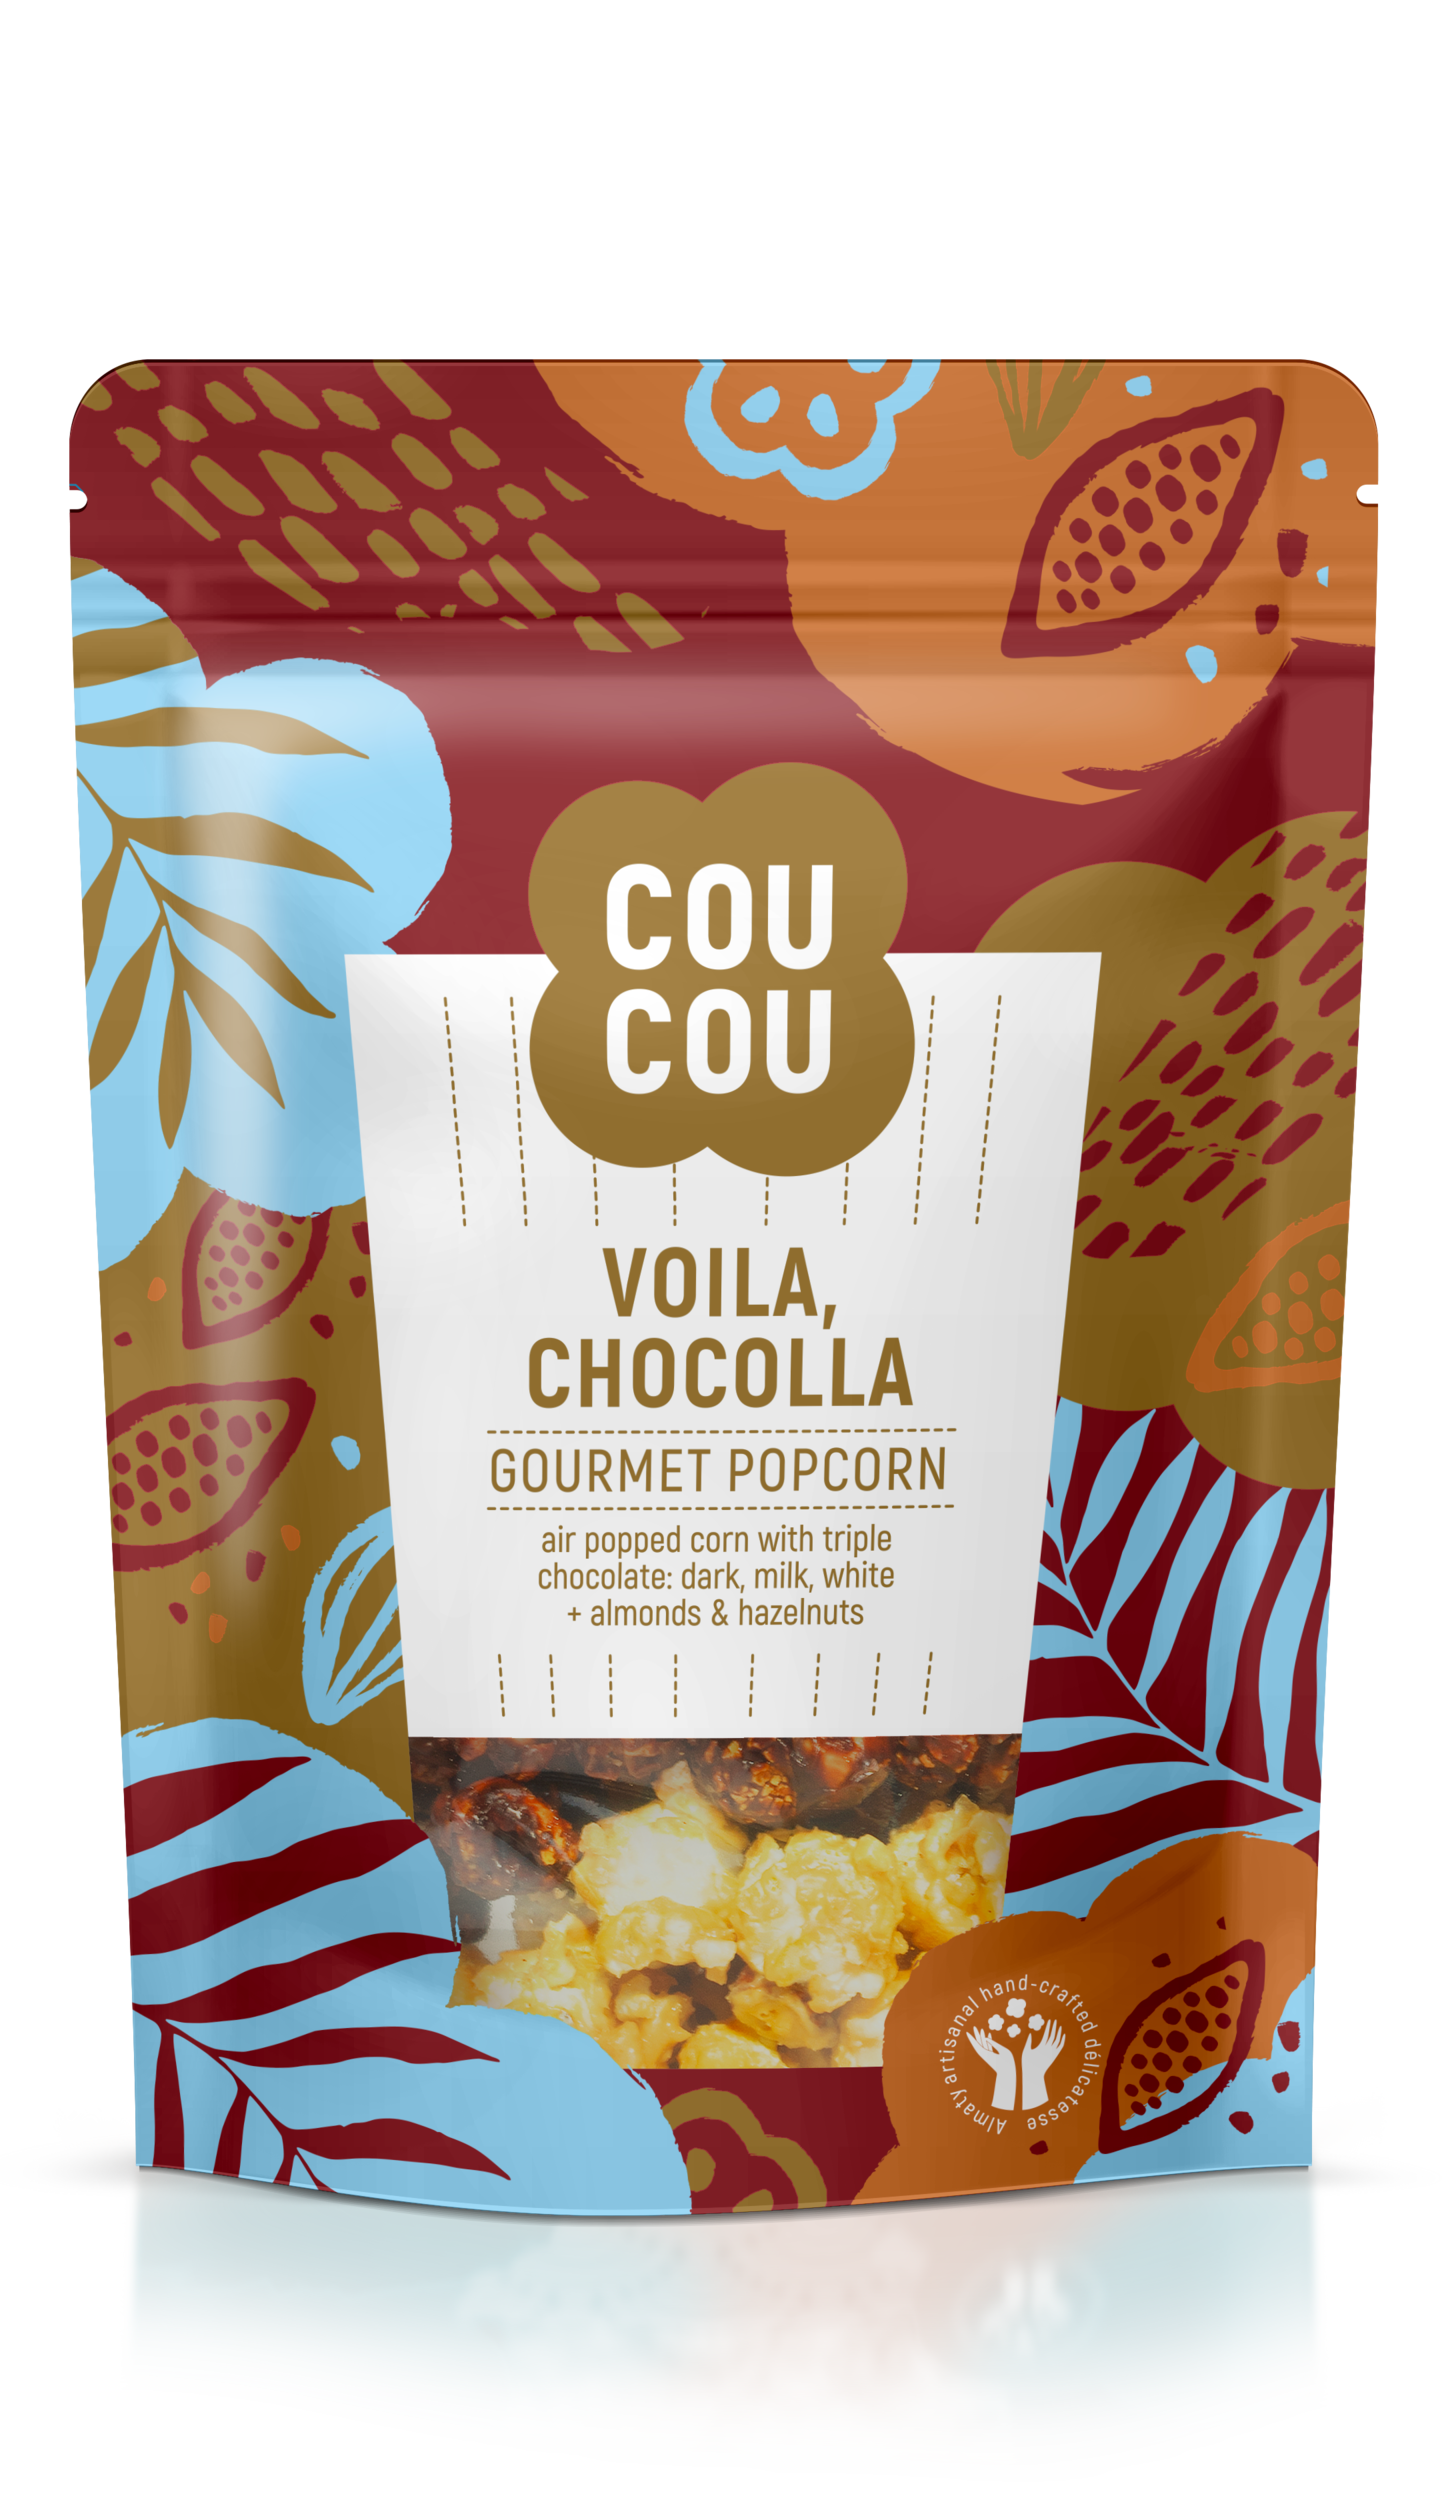 COU
COU
VOILA,
CHOCOLLA
GOURMET POPCORN
air popped corn with triple
chocolate: dark, milk, white
+ almonds & hazelnuts
Almaty artisanal hand-crafted délicatesse